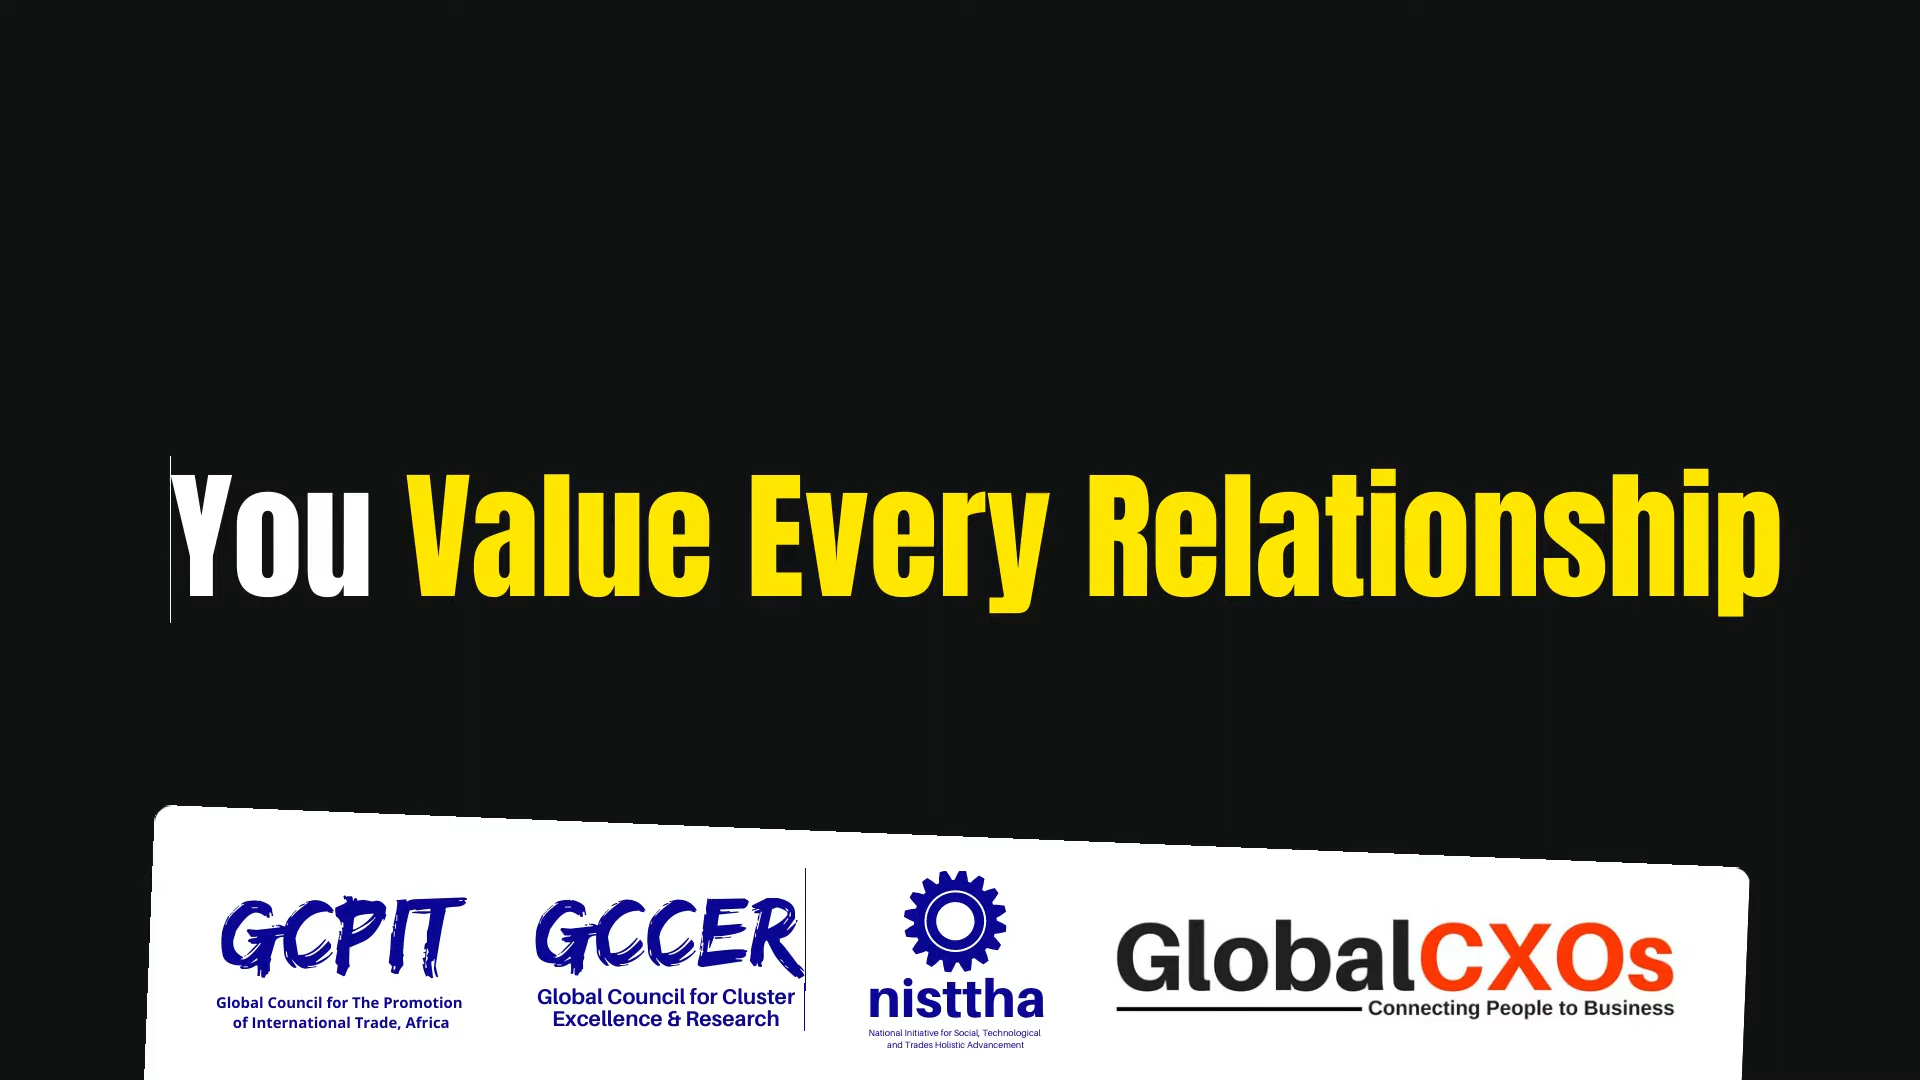 You Value Every Relationship
GCPIT
Global Council for The Promotion
of International Trade, Africa
GCCER
Global Council for Cluster
Excellence & Research
nisttha
National Initiative for Social, Technological
and Trades Holistic Advancement
GlobalCXOs
Connecting People to Business